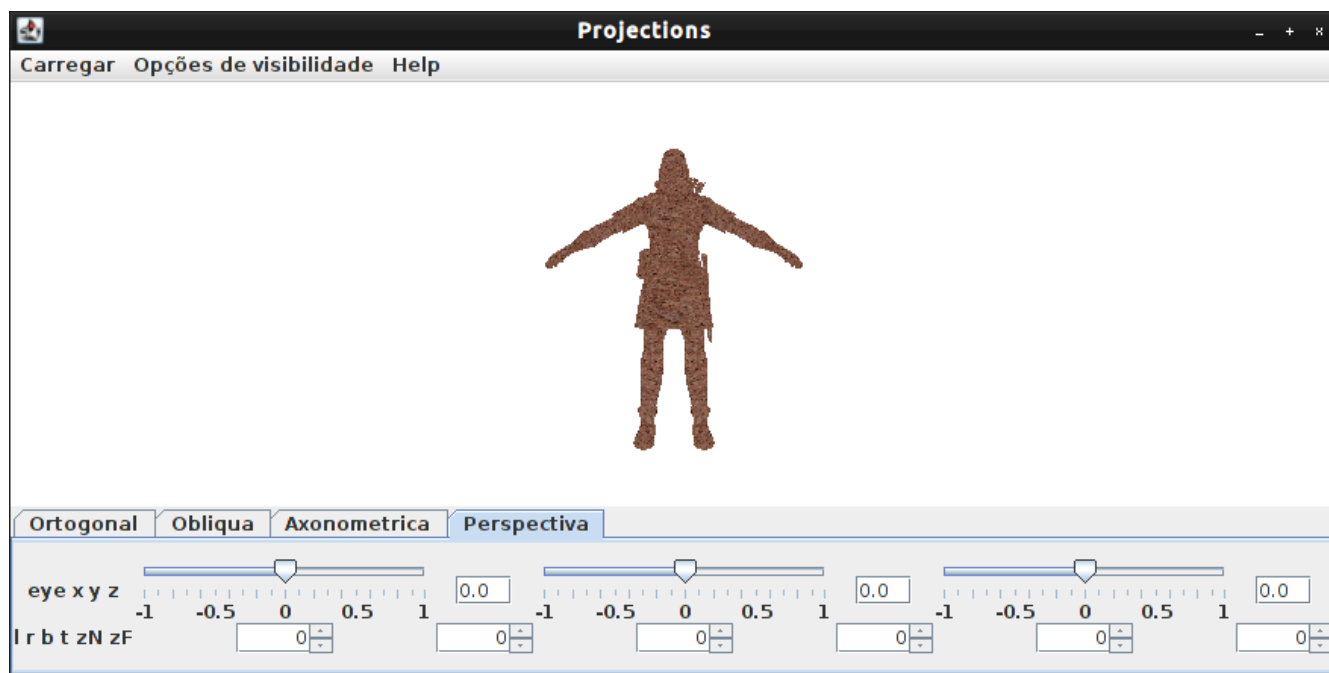 Projections
Carregar Opções de visibilidade Help
Ortogonal Obliqua Axonometrica Perspectiva
eye x y z 0.0 0.0 0.0
-1 -0.5 0 0.5 1 -1 -0.5 0 0.5 1 -1 -0.5 0 0.5 1
l r b t zN zF 0 0 0 0 0 0